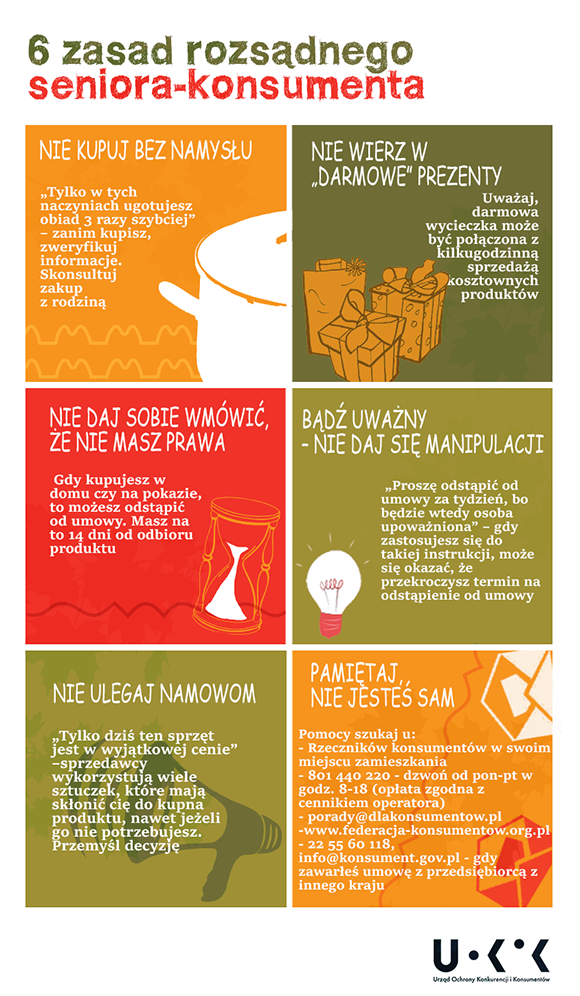 6 zasad rozsądnego
seniora-konsumenta
NIE KUPUJ BEZ NAMYSŁU
„Tylko w tych
naczyniach ugotujesz
obiad 3 razy szybciej”
– zanim kupisz,
zweryfikuj
informacje.
Skonsultuj
zakup
z rodziną
NIE WIERZ W
„DARMOWE” PREZENTY
Uważaj,
darmowa
wycieczka może
być połączona z
kilkugodzinną
sprzedażą
kosztownych
produktów
NIE DAJ SOBIE WMÓWIĆ,
ŻE NIE MASZ PRAWA
Gdy kupujesz w
domu czy na pokazie,
to możesz odstąpić
od umowy. Masz na
to 14 dni od odbioru
produktu
BĄDŹ UWAŻNY
- NIE DAJ SIĘ MANIPULACJI
„Proszę odstąpić od
umowy za tydzień, bo
będzie wtedy osoba
upoważniona” – gdy
zastosujesz się do
takiej instrukcji, może
się okazać, że
przekroczysz termin na
odstąpienie od umowy
NIE ULEGAJ NAMOWOM
„Tylko dziś ten sprzęt
jest w wyjątkowej cenie”
–sprzedawcy
wykorzystują wiele
sztuczek, które mają
skłonić cię do kupna
produktu, nawet jeżeli
go nie potrzebujesz.
Przemyśl decyzję
PAMIĘTAJ,
NIE JESTEŚ SAM
Pomocy szukaj u:
- Rzeczników konsumentów w swoim
miejscu zamieszkania
- 801 440 220 - dzwoń od pon-pt w
godz. 8-18 (opłata zgodna z
cennikiem operatora)
- porady@dlakonsumentow.pl
-www.federacja-konsumentow.org.pl
- 22 55 60 118,
info@konsument.gov.pl - gdy
zawarłeś umowę z przedsiębiorcą z
innego kraju
UOKiK
Urząd Ochrony Konkurencji i Konsumentów